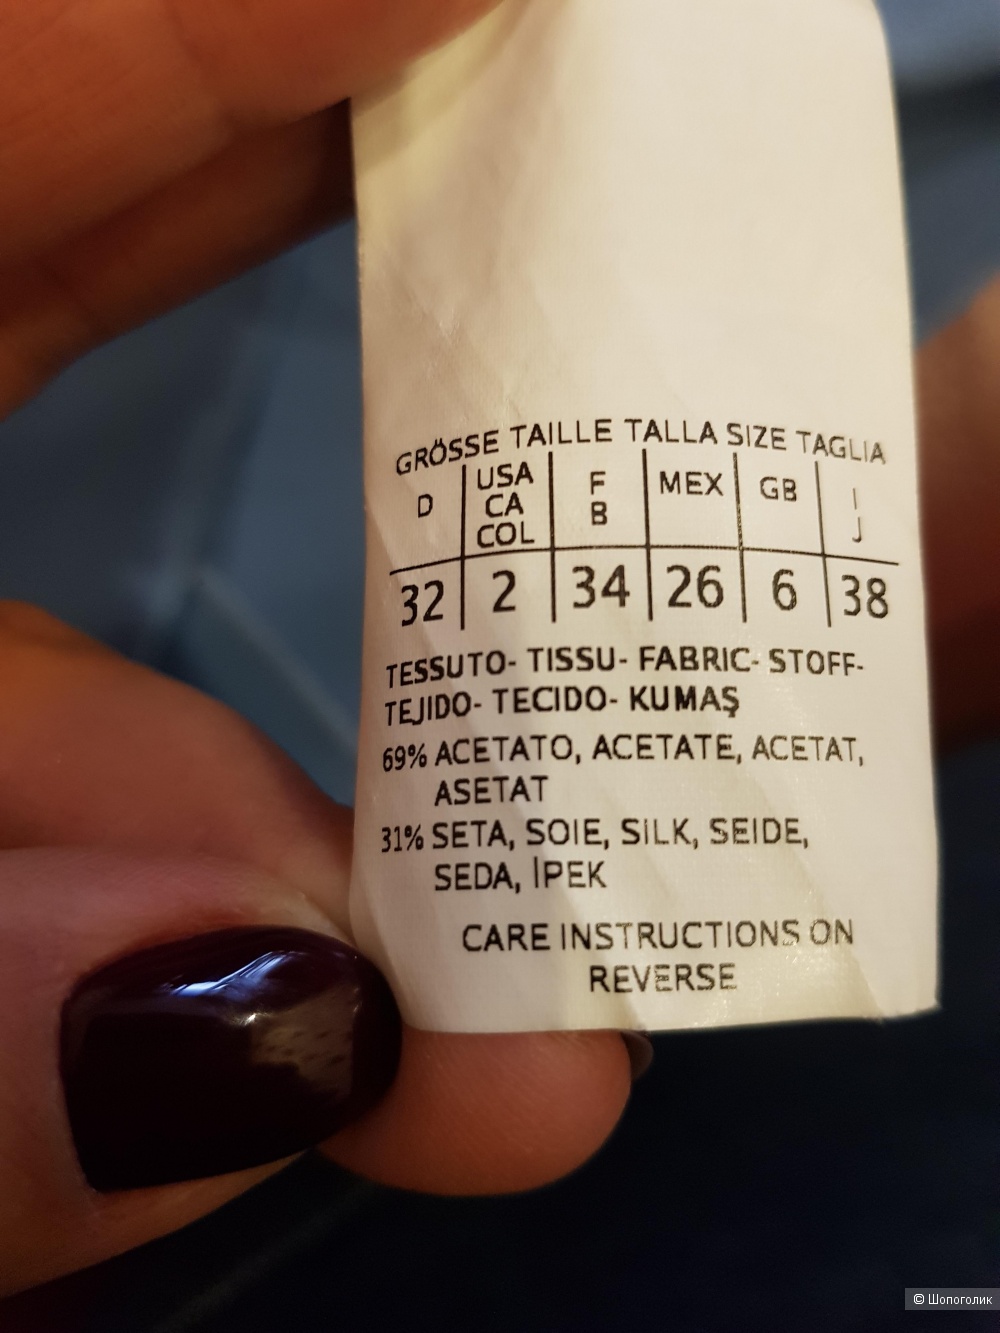 GRÖSSE TAILLE TALLA SIZE TAGLIA
D USA CA COL F B MEX GB I J
32 2 34 26 6 38
TESSUTO- TISSU- FABRIC- STOFF-
TEJIDO- TECIDO- KUMAŞ
69% ACETATO, ACETATE, ACETAT,
ASETAT
31% SETA, SOIE, SİLK, SEIDE,
SEDA, İPEK
CARE INSTRUCTIONS ON
REVERSE
© Шопоголик